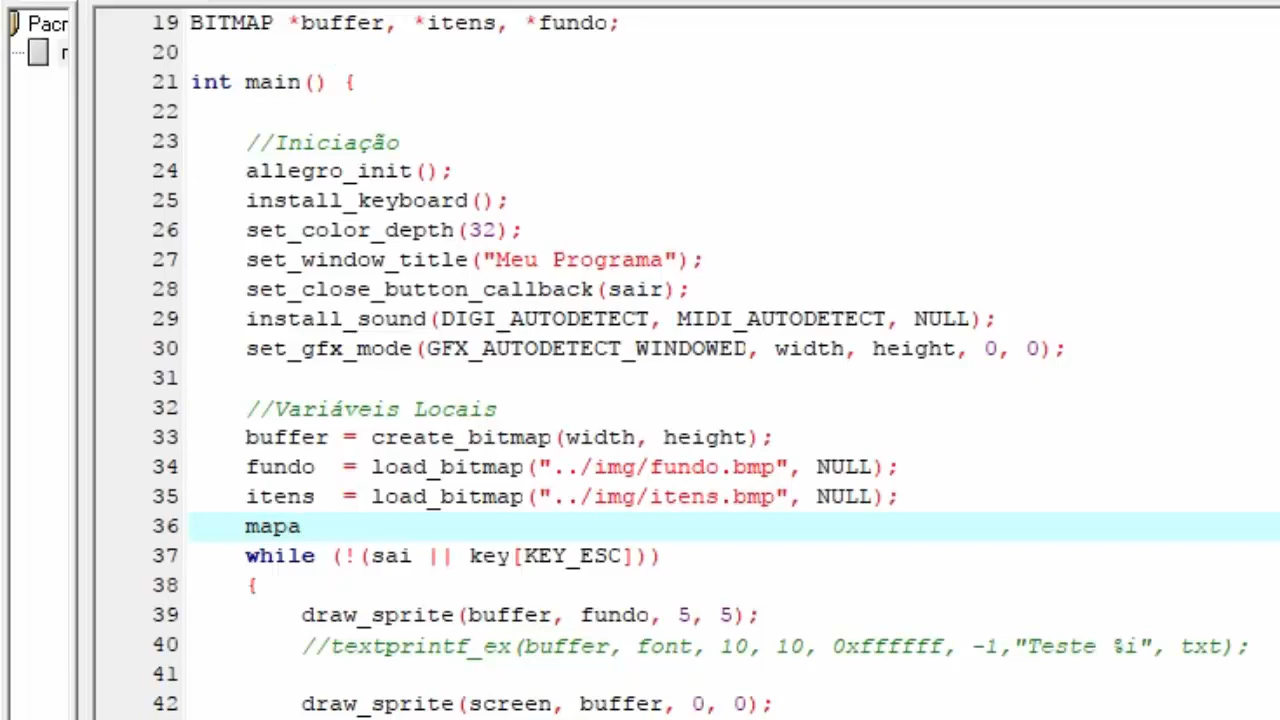 19 BITMAP *buffer, *itens, *fundo;
20
21 int main() {
22
23 //Iniciação
24 allegro_init();
25 install_keyboard();
26 set_color_depth(32);
27 set_window_title("Meu Programa");
28 set_close_button_callback(sair);
29 install_sound(DIGI_AUTODETECT, MIDI_AUTODETECT, NULL);
30 set_gfx_mode(GFX_AUTODETECT_WINDOWED, width, height, 0, 0);
31
32 //Variáveis Locais
33 buffer = create_bitmap(width, height);
34 fundo = load_bitmap("../img/fundo.bmp", NULL);
35 itens = load_bitmap("../img/itens.bmp", NULL);
36 mapa
37 while (!(sai || key[KEY_ESC]))
38 {
39 draw_sprite(buffer, fundo, 5, 5);
40 //textprintf_ex(buffer, font, 10, 10, 0xffffff, -1,"Teste %i", txt);
41
42 draw_sprite(screen, buffer, 0, 0);